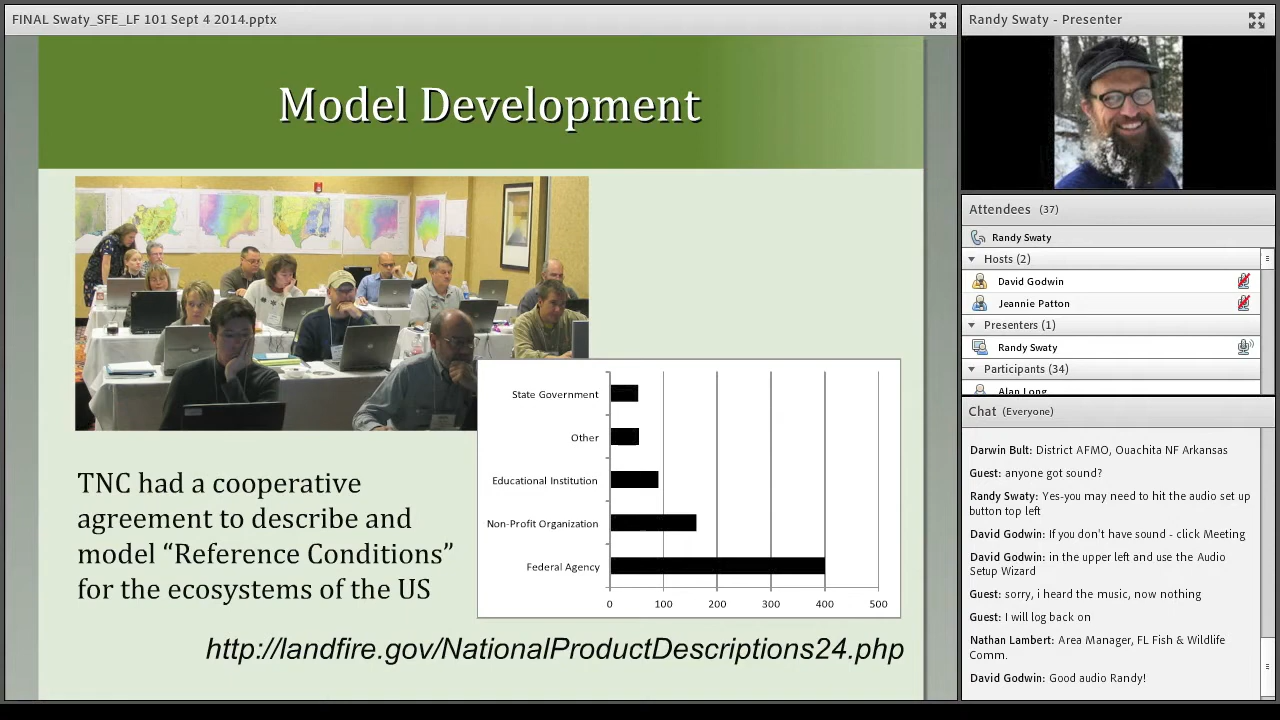 FINAL Swaty_SFE_LF 101 Sept 4 2014.pptx
Model Development
TNC had a cooperative
agreement to describe and
model “Reference Conditions”
for the ecosystems of the US
State Government
Other
Educational Institution
Non-Profit Organization
Federal Agency
0 100 200 300 400 500
http://landfire.gov/NationalProductDescriptions24.php
Randy Swaty - Presenter
Attendees (37)
Randy Swaty
Hosts (2)
David Godwin
Jeannie Patton
Presenters (1)
Randy Swaty
Participants (34)
Alan Long
Chat (Everyone)
Darwin Bult: District AFMO, Ouachita NF Arkansas
Guest: anyone got sound?
Randy Swaty: Yes-you may need to hit the audio set up
button top left
David Godwin: If you don't have sound - click Meeting
David Godwin: in the upper left and use the Audio
Setup Wizard
Guest: sorry, i heard the music, now nothing
Guest: I will log back on
Nathan Lambert: Area Manager, FL Fish & Wildlife
Comm.
David Godwin: Good audio Randy!